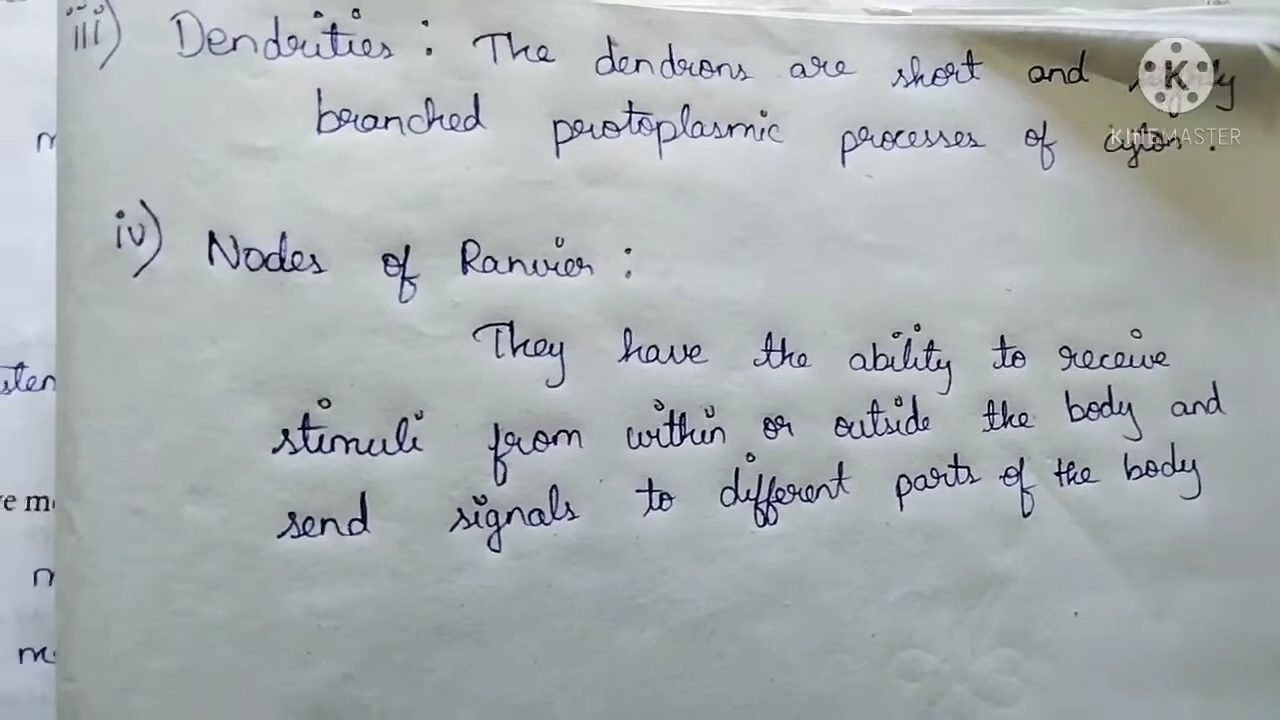 iii) Dendrities : The dendrons are short and
branched protoplasmic processes of cyton.
iv) Nodes of Ranvier :
They have the ability to receive
stimuli from within or outside the body and
send signals to different parts of the body
KINEMASTER